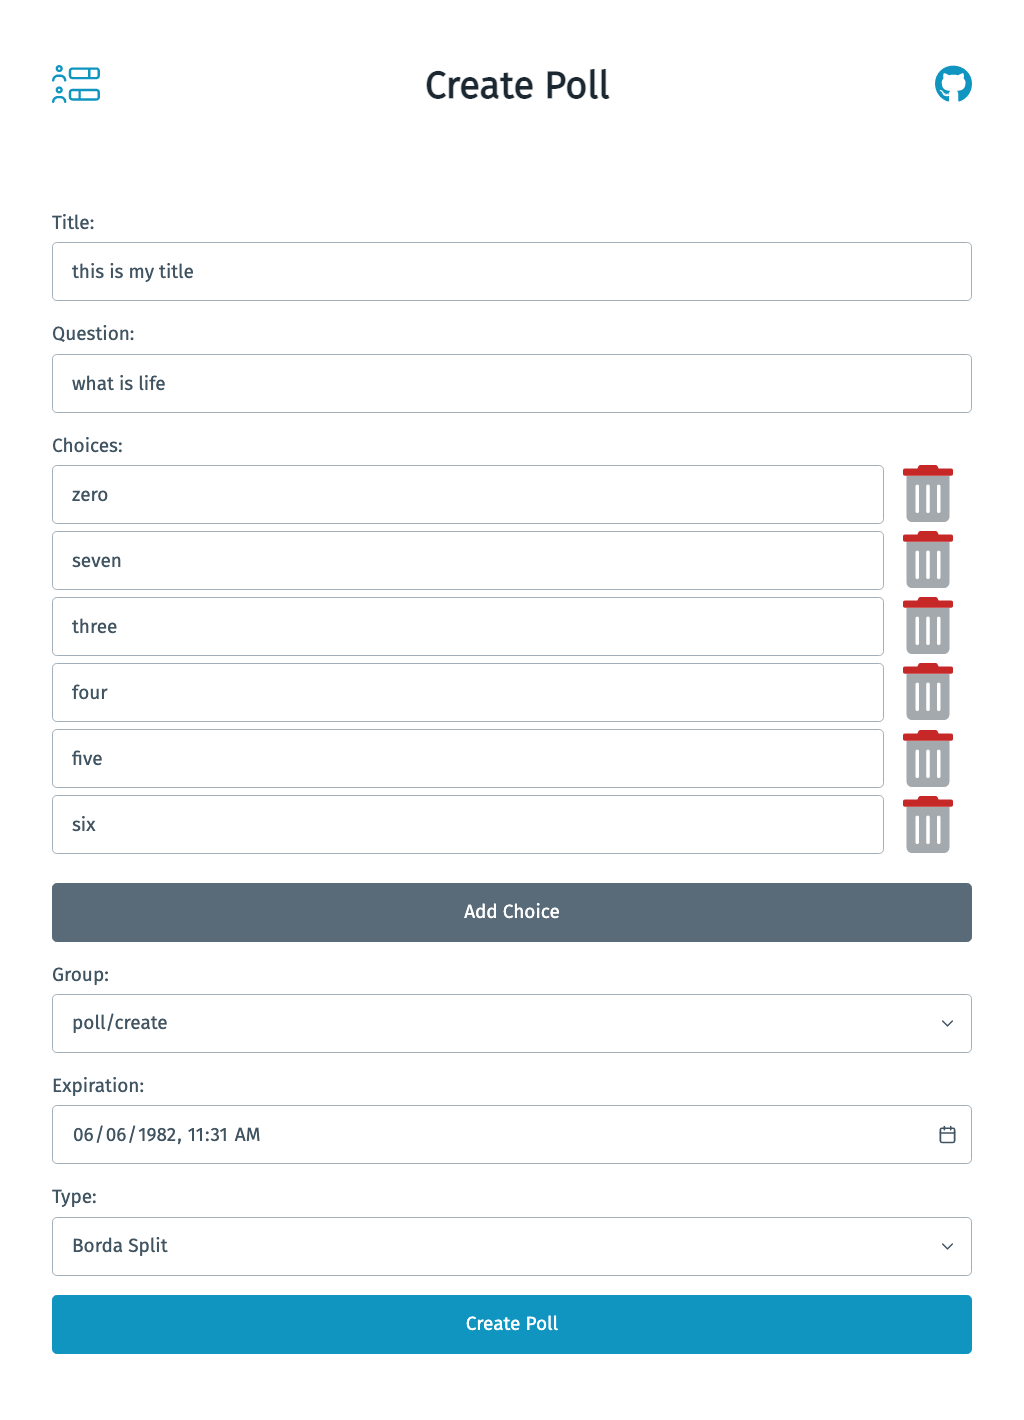 Create Poll
Title:
this is my title
Question:
what is life
Choices:
zero
seven
three
four
five
six
Add Choice
Group:
poll/create
Expiration:
06/06/1982, 11:31 AM
Type:
Borda Split
Create Poll